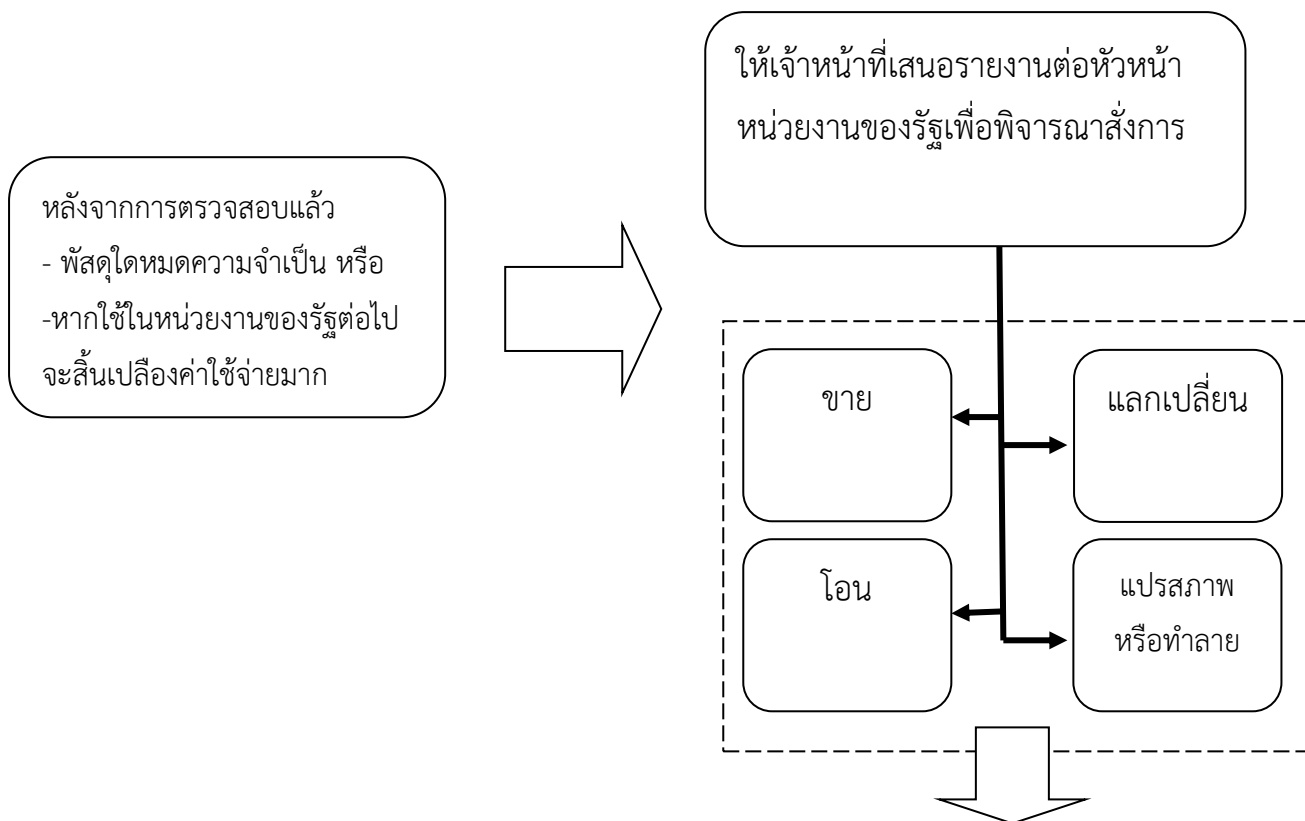 ให้เจ้าหน้าที่เสนอรายงานต่อหัวหน้า
หน่วยงานของรัฐเพื่อพิจารณาสั่งการ
หลังจากการตรวจสอบแล้ว
- พัสดุใดหมดความจำเป็น หรือ
-หากใช้ในหน่วยงานของรัฐต่อไป
จะสิ้นเปลืองค่าใช้จ่ายมาก
ขาย
แลกเปลี่ยน
โอน
แปรสภาพ
หรือทำลาย